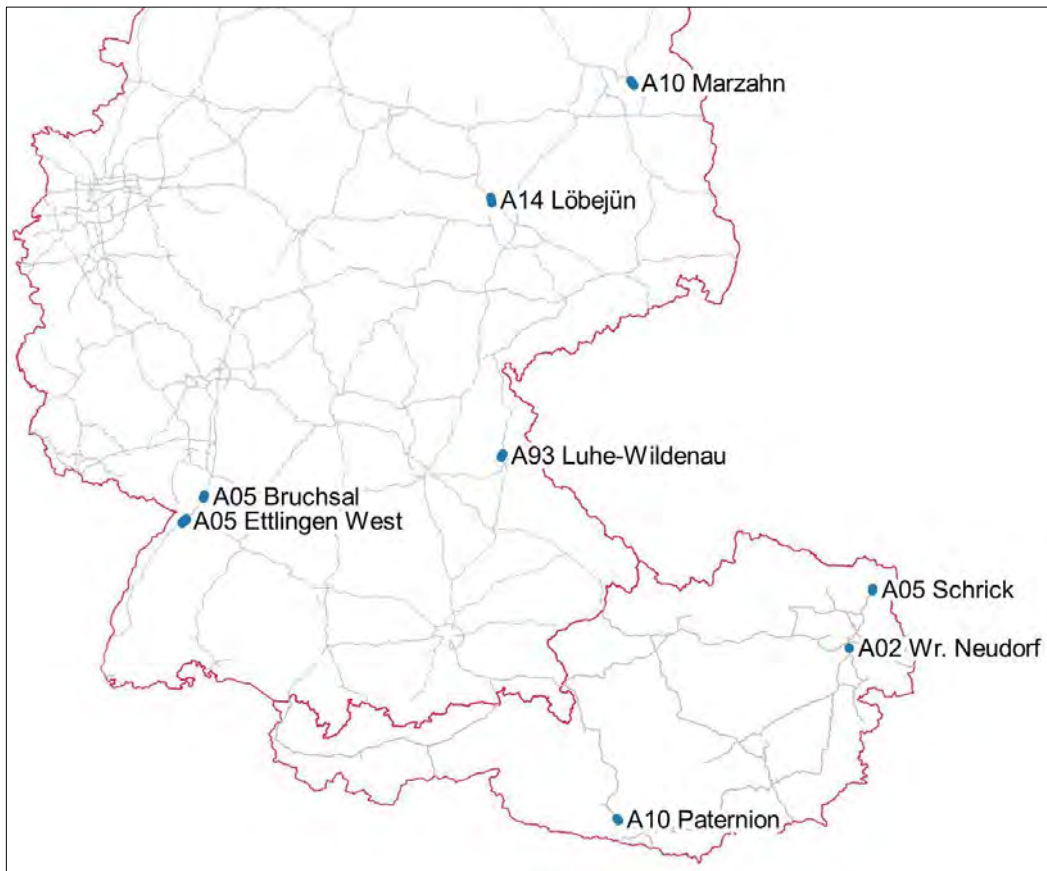 A10 Marzahn
A14 Löbejün
A93 Luhe-Wildenau
A05 Bruchsal
A05 Ettlingen West
A05 Schrick
A02 Wr. Neudorf
A10 Paternion